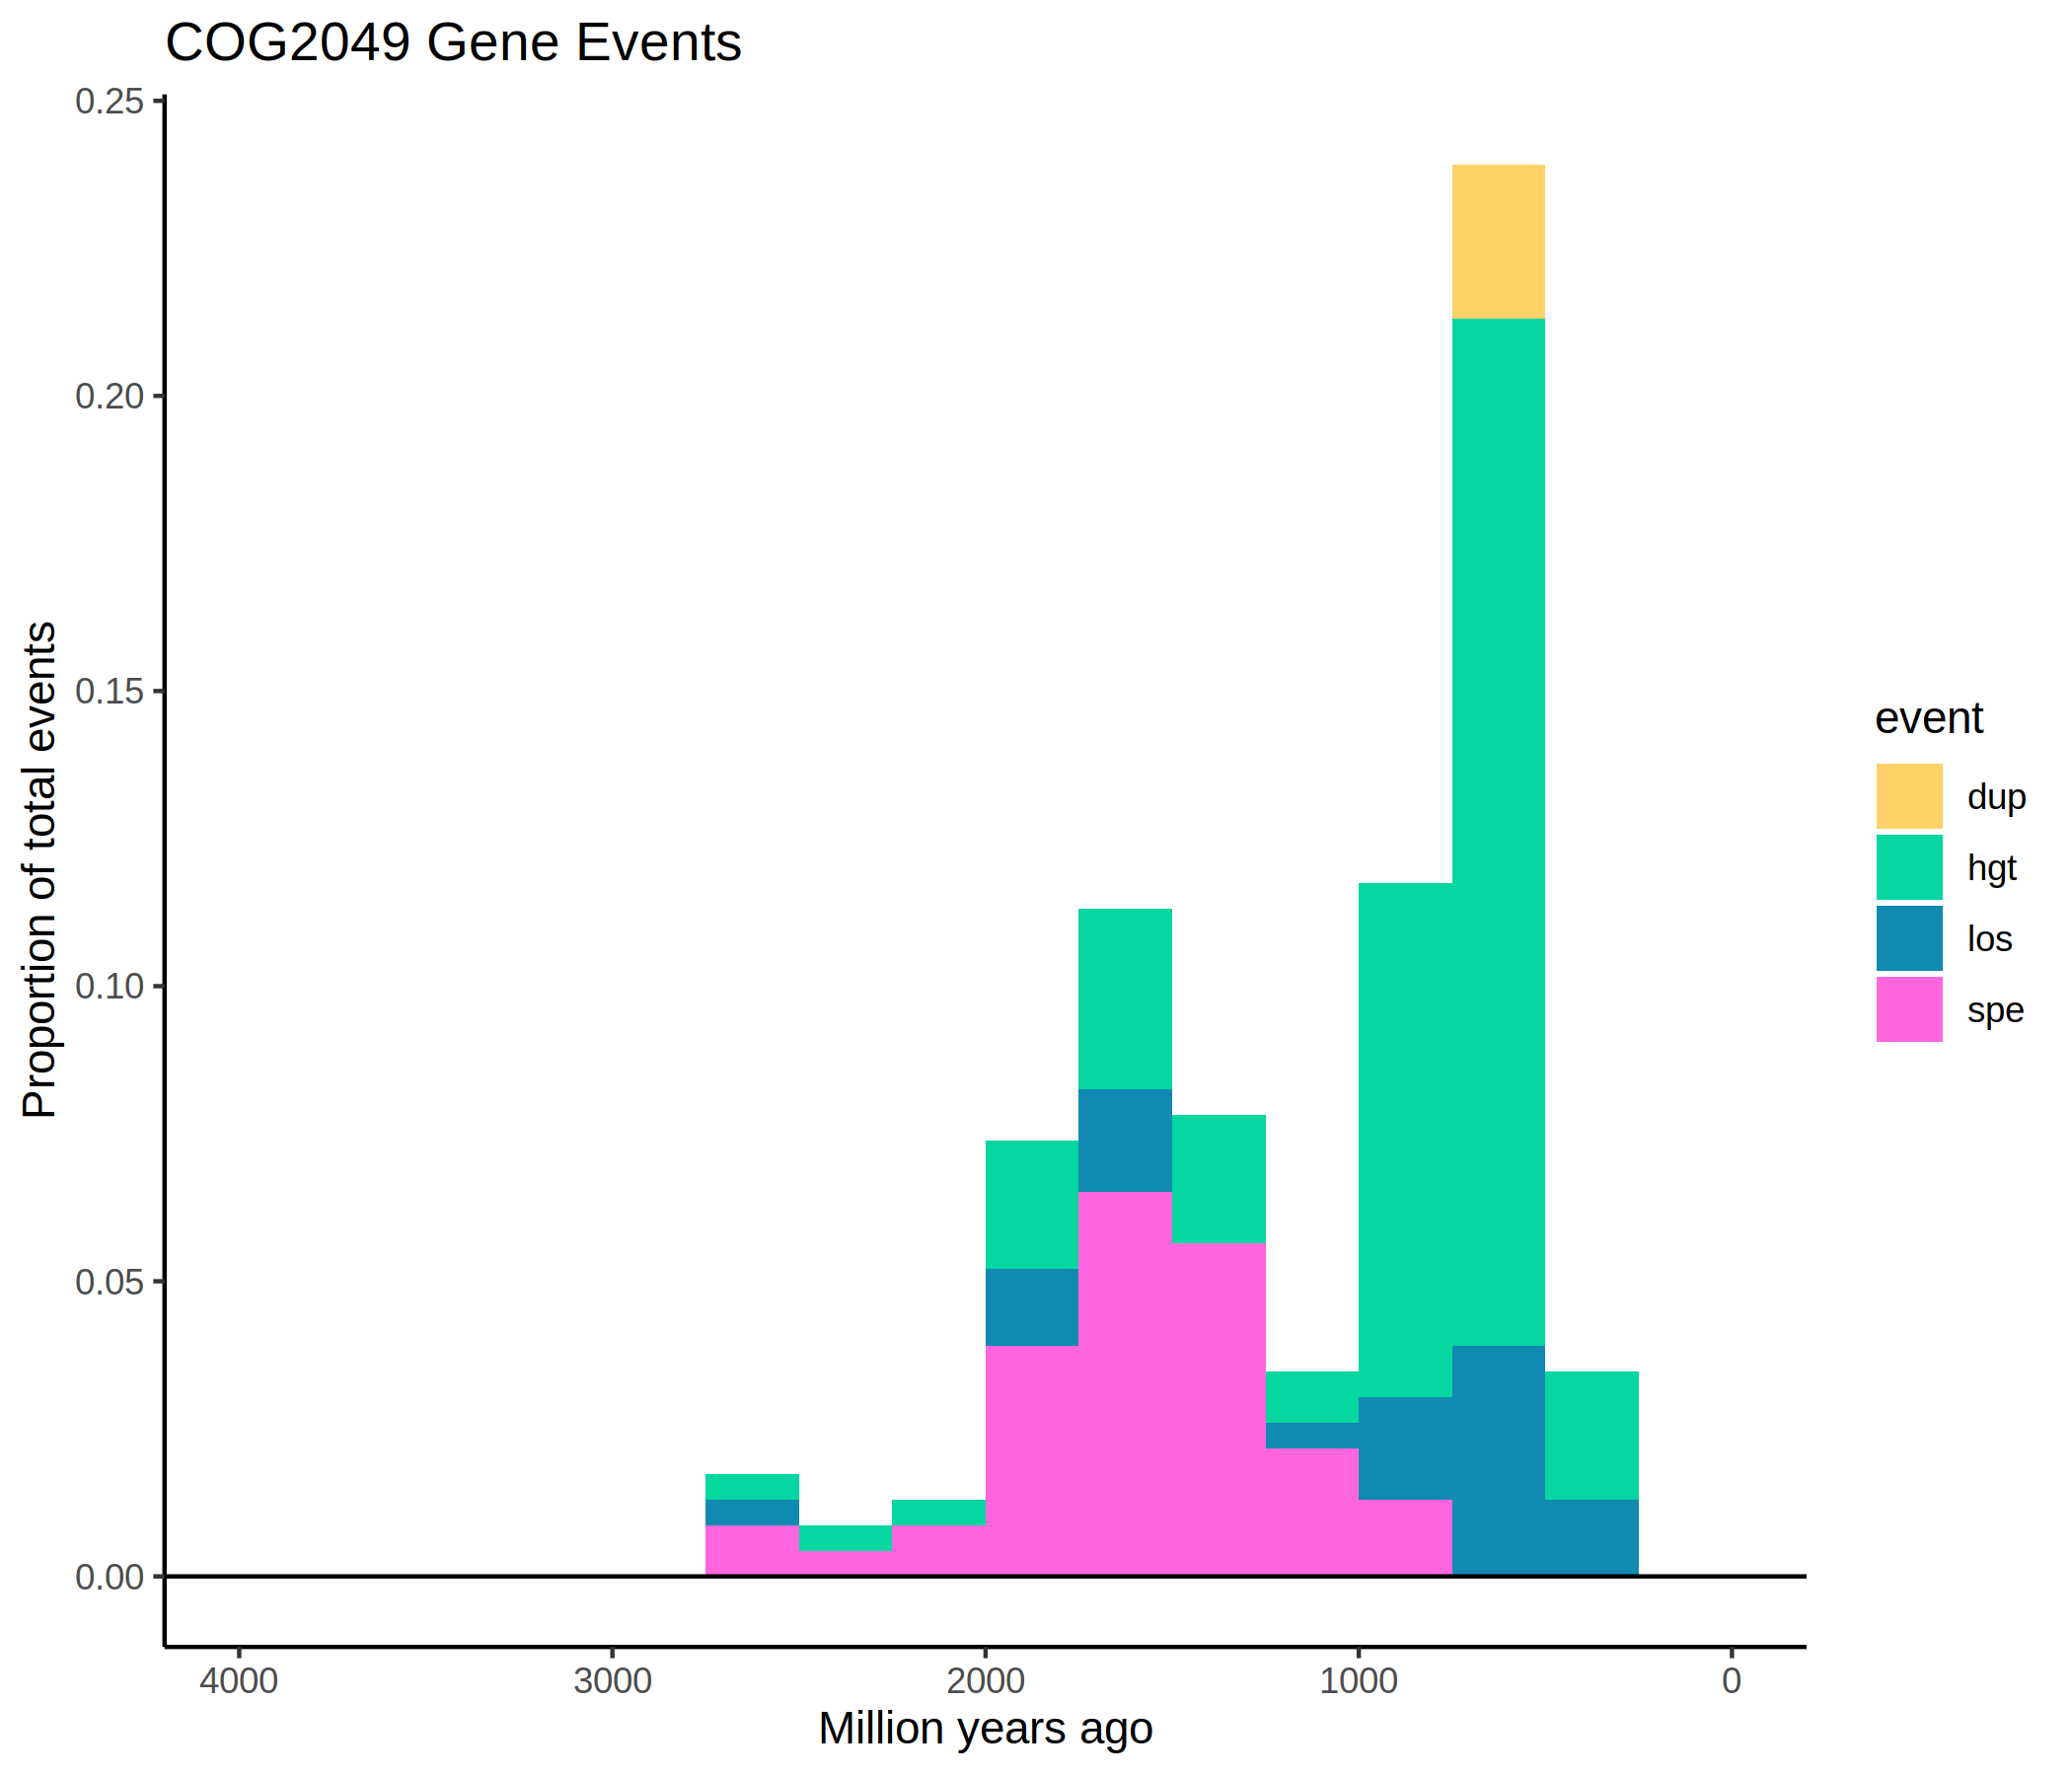 COG2049 Gene Events
0.25
0.20
0.15
0.10
0.05
0.00
Proportion of total events
4000 3000 2000 1000 0
Million years ago
event
dup
hgt
los
spe